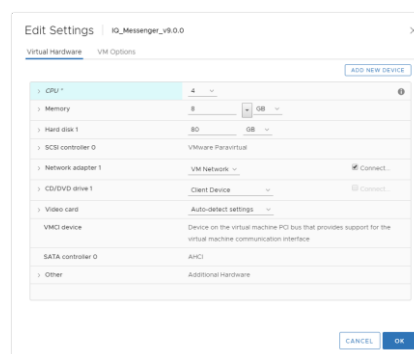 Edit Settings IQ_Messenger_v9.0.0
Virtual Hardware VM Options
ADD NEW DEVICE
CPU * 4
Memory 8 GB
Hard disk 1 80 GB
SCSI controller 0 VMware Paravirtual
Network adapter 1 VM Network Connect...
CD/DVD drive 1 Client Device Connect...
Video card Auto-detect settings
VMCI device Device on the virtual machine PCI bus that provides support for the
virtual machine communication interface
SATA controller 0 AHCI
Other Additional Hardware
CANCEL OK